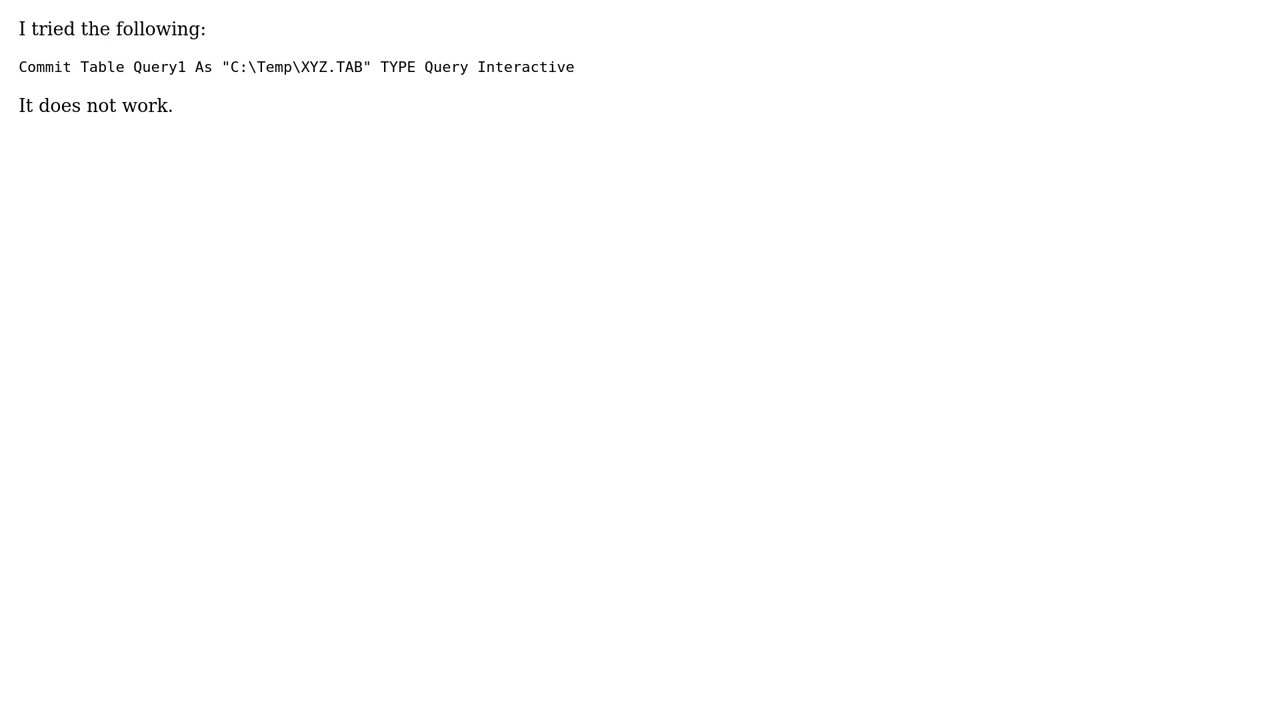 I tried the following:
Commit Table Query1 As "C:\Temp\XYZ.TAB" TYPE Query Interactive
It does not work.